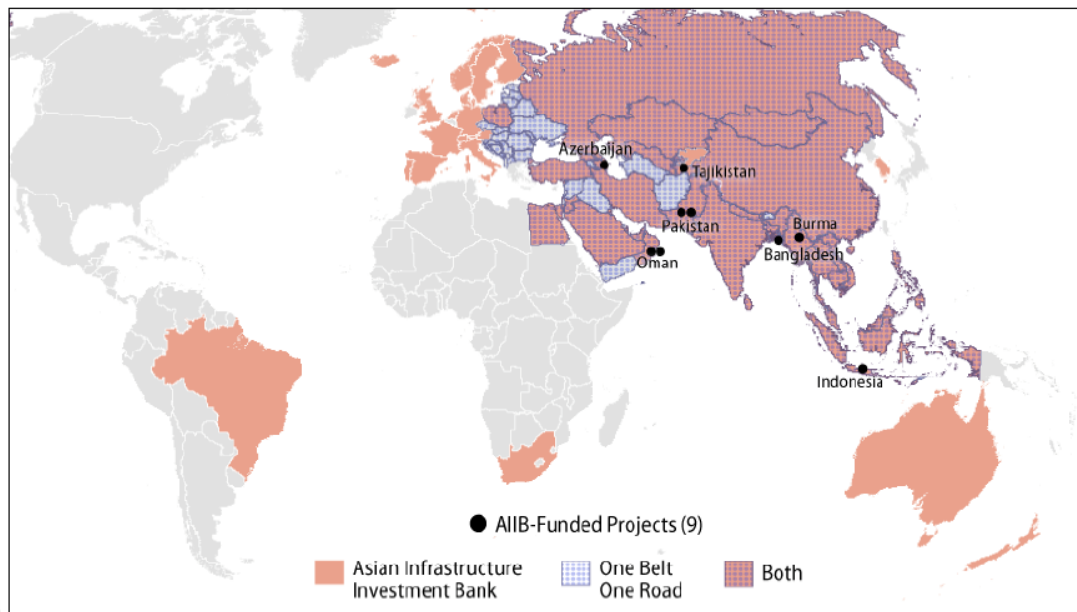 Azerbaijan
Tajikistan
Pakistan
Burma
Bangladesh
Oman
Indonesia
AIIB-Funded Projects (9)
Asian Infrastructure
Investment Bank
One Belt
One Road
Both